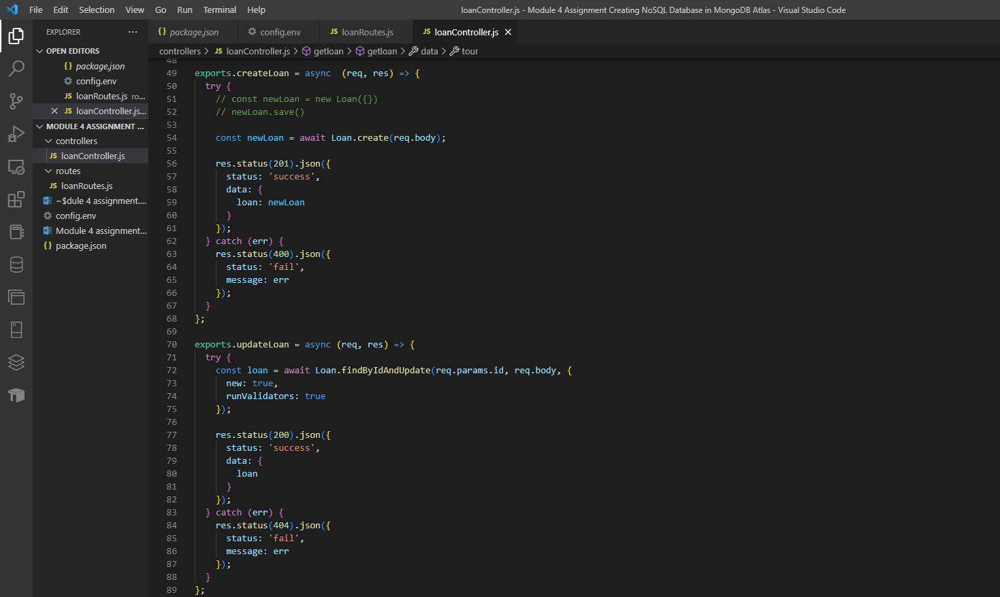 File Edit Selection View Go Run Terminal Help
loanController.js - Module 4 Assignment Creating NoSQL Database in MongoDB Atlas - Visual Studio Code
EXPLORER ...
OPEN EDITORS
{} package.json
config.env
JS loanRoutes.js ro...
JS loanController.js...
MODULE 4 ASSIGNMENT ...
controllers
JS loanController.js
routes
JS loanRoutes.js
~$dule 4 assignment....
config.env
Module 4 assignment...
{} package.json
{} package.json config.env JS loanRoutes.js JS loanController.js
controllers > JS loanController.js > getloan > getloan > data > tour
48
49 exports.createLoan = async  (req, res) => {
50 try {
51 // const newLoan = new Loan({})
52 // newLoan.save()
53
54 const newLoan = await Loan.create(req.body);
55
56 res.status(201).json({
57 status: 'success',
58 data: {
59 loan: newLoan
60 }
61 });
62 } catch (err) {
63 res.status(400).json({
64 status: 'fail',
65 message: err
66 });
67 }
68 };
69
70 exports.updateLoan = async (req, res) => {
71 try {
72 const loan = await Loan.findByIdAndUpdate(req.params.id, req.body, {
73 new: true,
74 runValidators: true
75 });
76
77 res.status(200).json({
78 status: 'success',
79 data: {
80 loan
81 }
82 });
83 } catch (err) {
84 res.status(404).json({
85 status: 'fail',
86 message: err
87 });
88 }
89 };